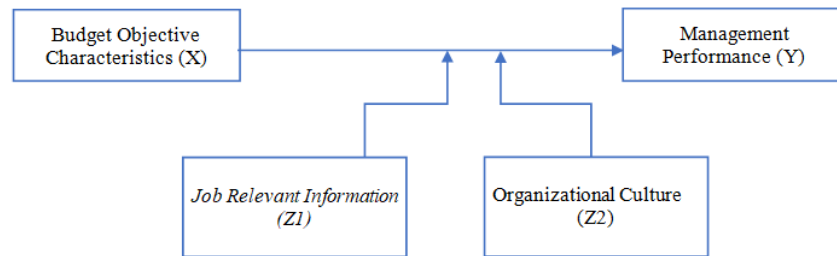 Budget Objective
Characteristics (X)
Management
Performance (Y)
Job Relevant Information
(Z1)
Organizational Culture
(Z2)